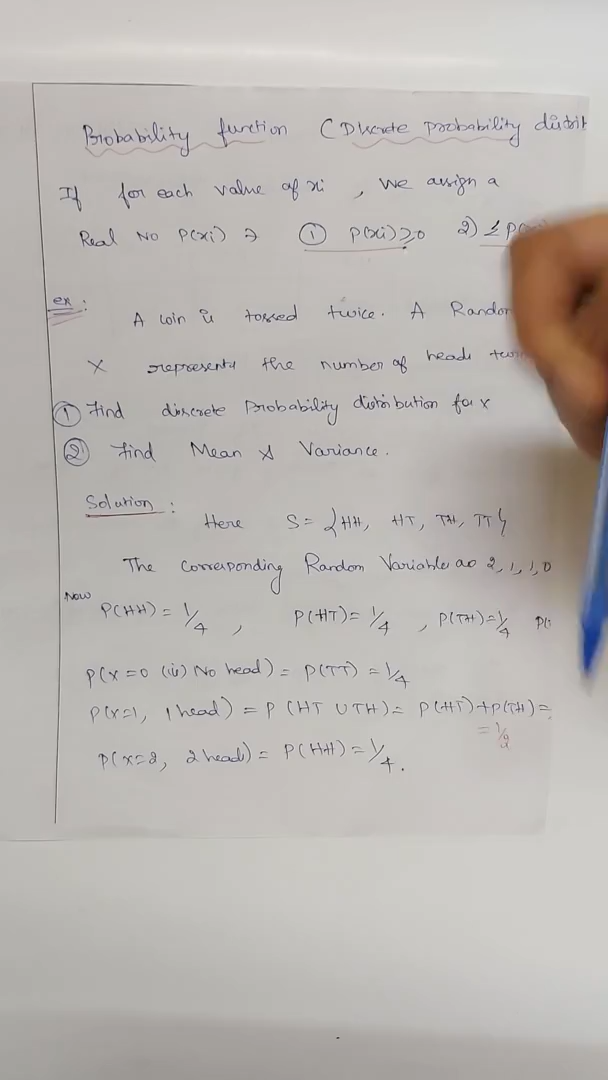 Probability function (Discrete probability distrib
If for each value of xi , we assign a
Real No P(xi) ∋ ① P(xi) ≥ 0 2) Σ P(xi)
ex:
A coin is tossed twice. A Random
X represents the number of heads
① Find discrete Probability distribution for X
② Find Mean & Variance.
Solution :
Here S = {HH, HT, TH, TT}
The corresponding Random Variable as 2, 1, 1, 0
Now
P(HH) = 1/4 , P(HT) = 1/4 , P(TH) = 1/4 P(
P(x=0 (ie) No head) = P(TT) = 1/4
P(x=1, 1 head) = P (HT ∪ TH) = P(HT) + P(TH) =
= 1/2
P(x=2, 2 head) = P(HH) = 1/4.